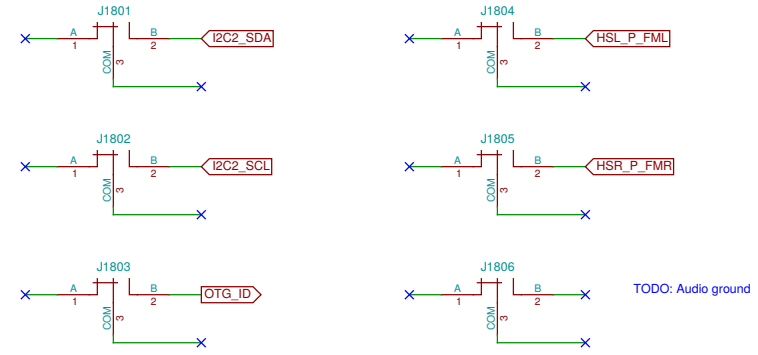 J1801
A B I2C2_SDA
1 COM 3 2
J1804
A B HSL_P_FML
1 COM 3 2
J1802
A B I2C2_SCL
1 COM 3 2
J1805
A B HSR_P_FMR
1 COM 3 2
J1803
A B OTG_ID
1 COM 3 2
J1806
A B TODO: Audio ground
1 COM 3 2